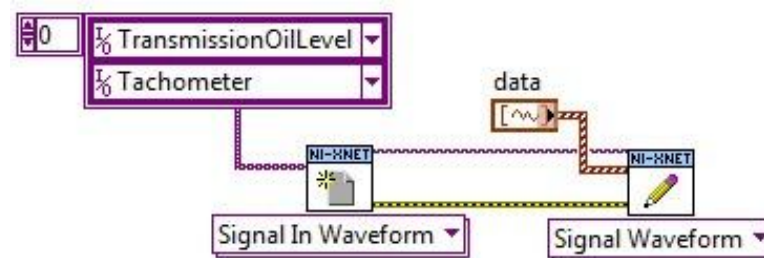 0
I/O TransmissionOilLevel
I/O Tachometer
data
NI-XNET
NI-XNET
Signal In Waveform
Signal Waveform